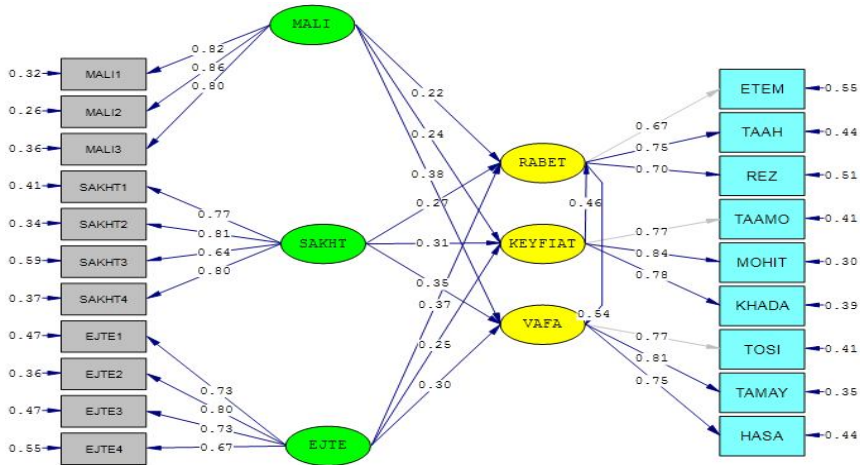 MALI
0.82
0.86
0.80
0.32 MALI1
0.26 MALI2
0.36 MALI3
0.41 SAKHT1
0.34 SAKHT2
0.59 SAKHT3
0.37 SAKHT4
0.47 EJTE1
0.36 EJTE2
0.47 EJTE3
0.55 EJTE4
0.77
0.81
0.64
0.80
SAKHT
0.73
0.80
0.73
0.67
EJTE
0.22
0.24
0.38
0.27
0.31
0.35
0.37
0.25
0.30
RABET
0.46
KEYFIAT
VAFA
0.54
0.67
0.75
0.70
0.77
0.84
0.78
0.77
0.81
0.75
ETEM 0.55
TAAH 0.44
REZ 0.51
TAAMO 0.41
MOHIT 0.30
KHADA 0.39
TOSI 0.41
TAMAY 0.35
HASA 0.44